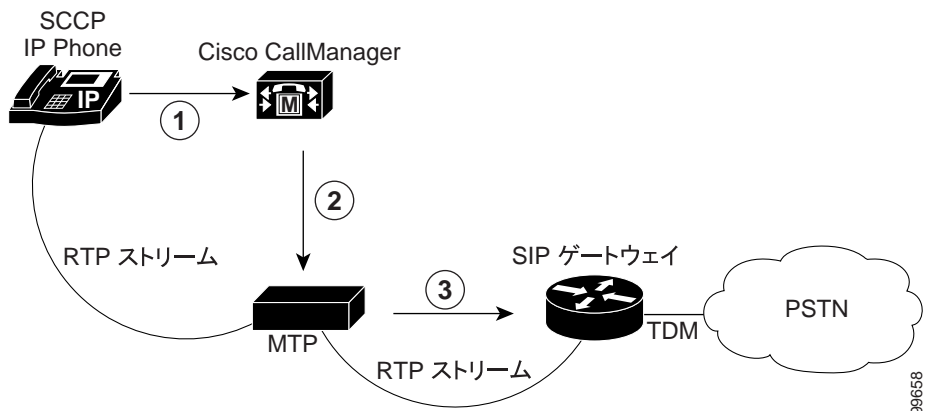 SCCP
IP Phone
Cisco CallManager
IP
M
1
2
RTP ストリーム
SIP ゲートウェイ
3
PSTN
TDM
MTP
RTP ストリーム
99658